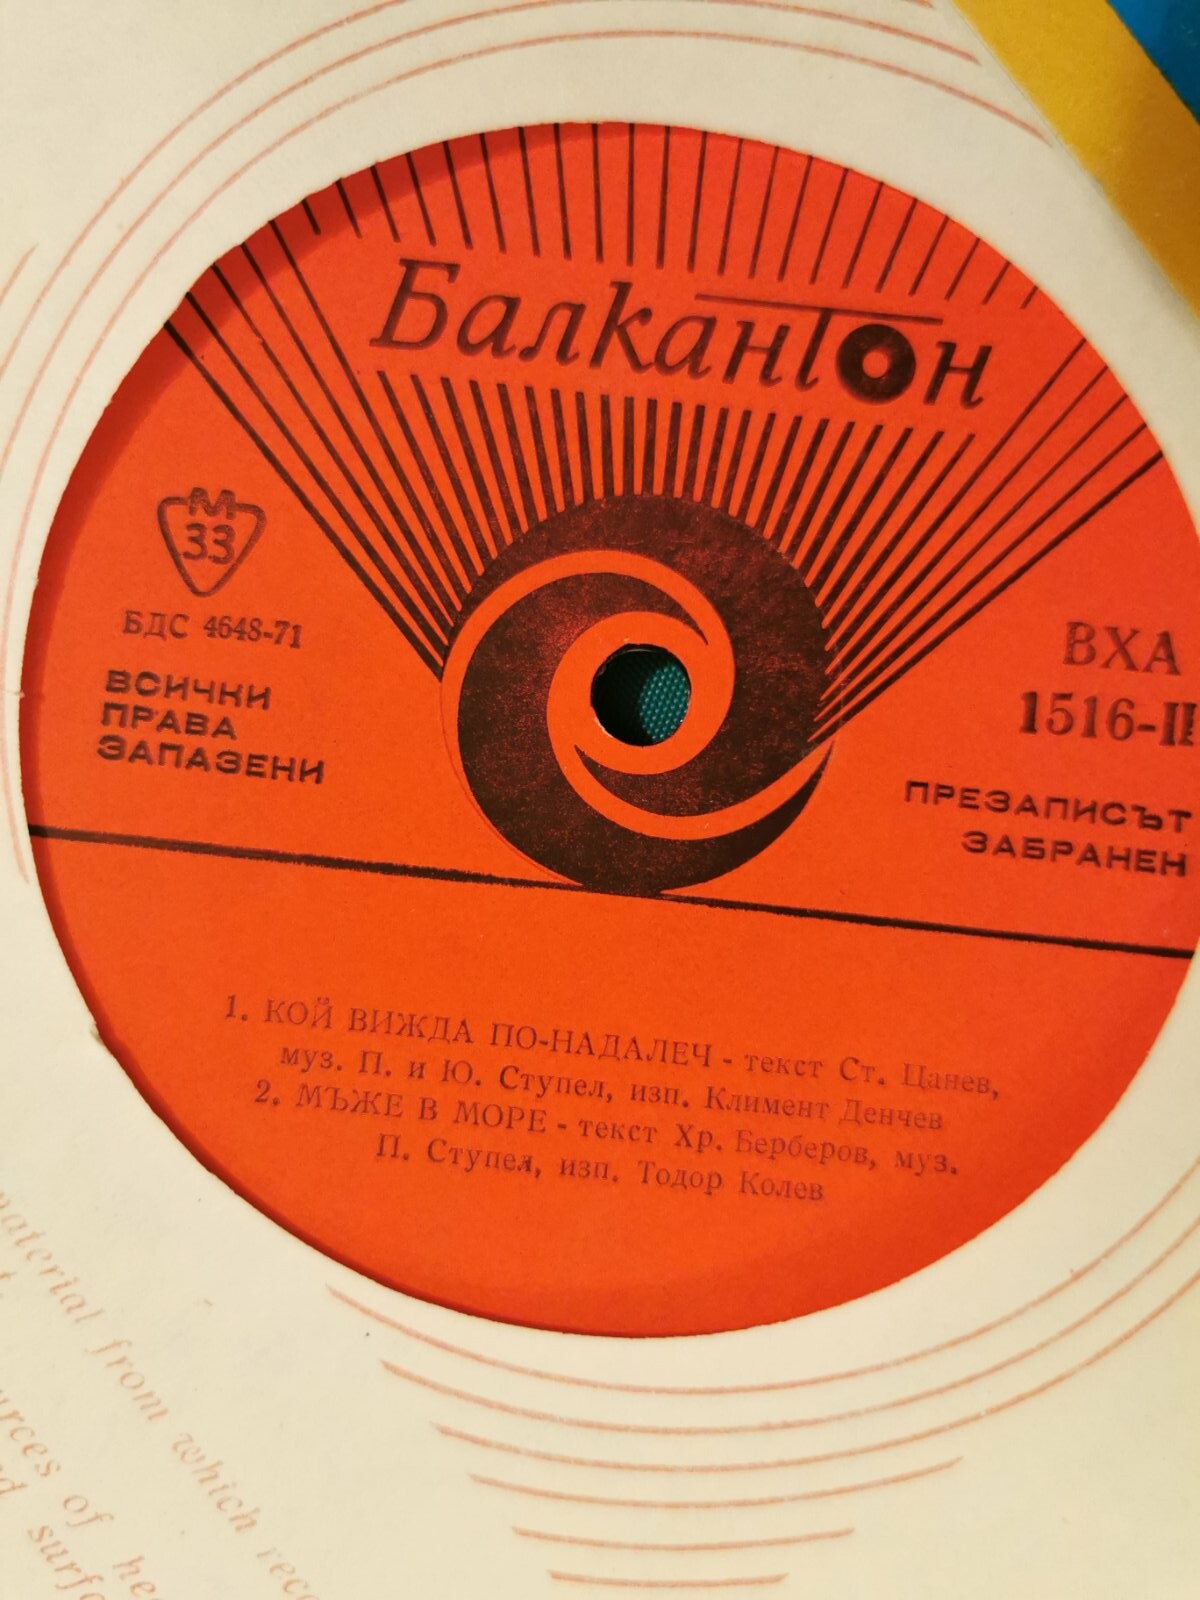 Балкантон
М
33
БДС 4648-71
ВСИЧКИ
ПРАВА
ЗАПАЗЕНИ
ВХА
1516-II
ПРЕЗАПИСЪТ
ЗАБРАНЕН
1. КОЙ ВИЖДА ПО-НАДАЛЕЧ - текст Ст. Цанев,
муз. П. и Ю. Ступел, изп. Климент Денчев
2. МЪЖЕ В МОРЕ - текст Хр. Берберов, муз.
П. Ступел, изп. Тодор Колев
material from which
of